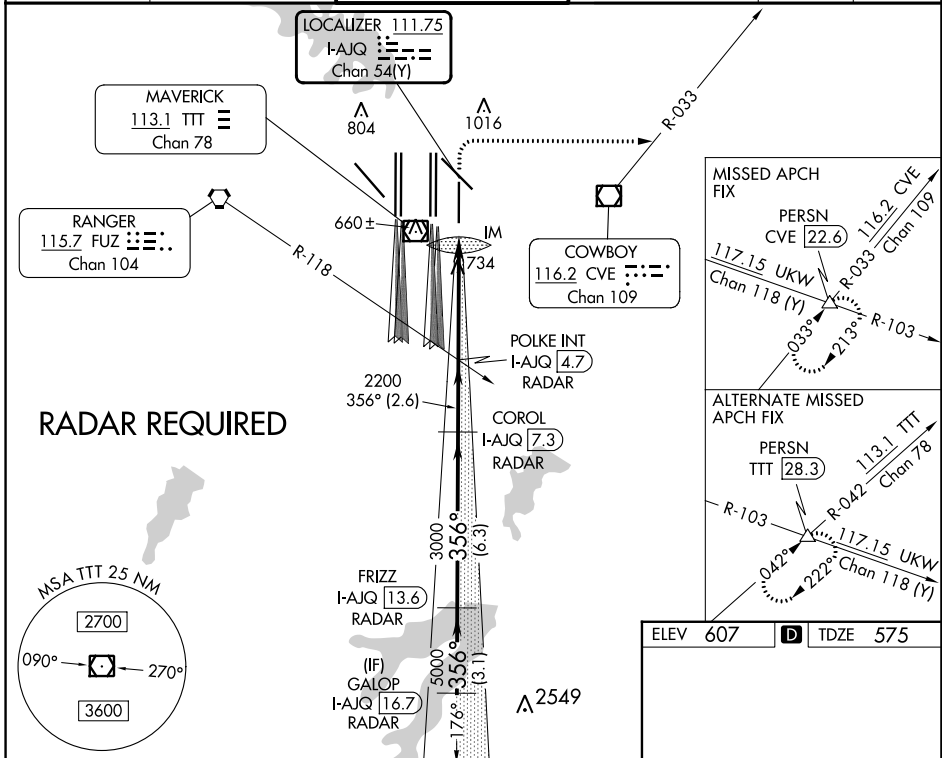 LOCALIZER 111.75
I-AJQ
Chan 54(Y)
MAVERICK
113.1 TTT
Chan 78
804
1016
R-033
RANGER
115.7 FUZ
Chan 104
660±
IM
734
R-118
COWBOY
116.2 CVE
Chan 109
POLKE INT
I-AJQ 4.7
RADAR
2200
356° (2.6)
COROL
I-AJQ 7.3
RADAR
RADAR REQUIRED
3000
356°
(6.3)
FRIZZ
I-AJQ 13.6
RADAR
(IF)
GALOP
I-AJQ 16.7
RADAR
5000
356°
(3.1)
176°
2549
MSA TTT 25 NM
2700
090°
270°
3600
MISSED APCH
FIX
PERSN
CVE 22.6
116.2 CVE
Chan 109
R-033
117.15 UKW
Chan 118 (Y)
R-103
033°
213°
ALTERNATE MISSED
APCH FIX
PERSN
TTT 28.3
113.1 TTT
Chan 78
R-042
R-103
117.15 UKW
Chan 118 (Y)
042°
222°
ELEV 607 D TDZE 575